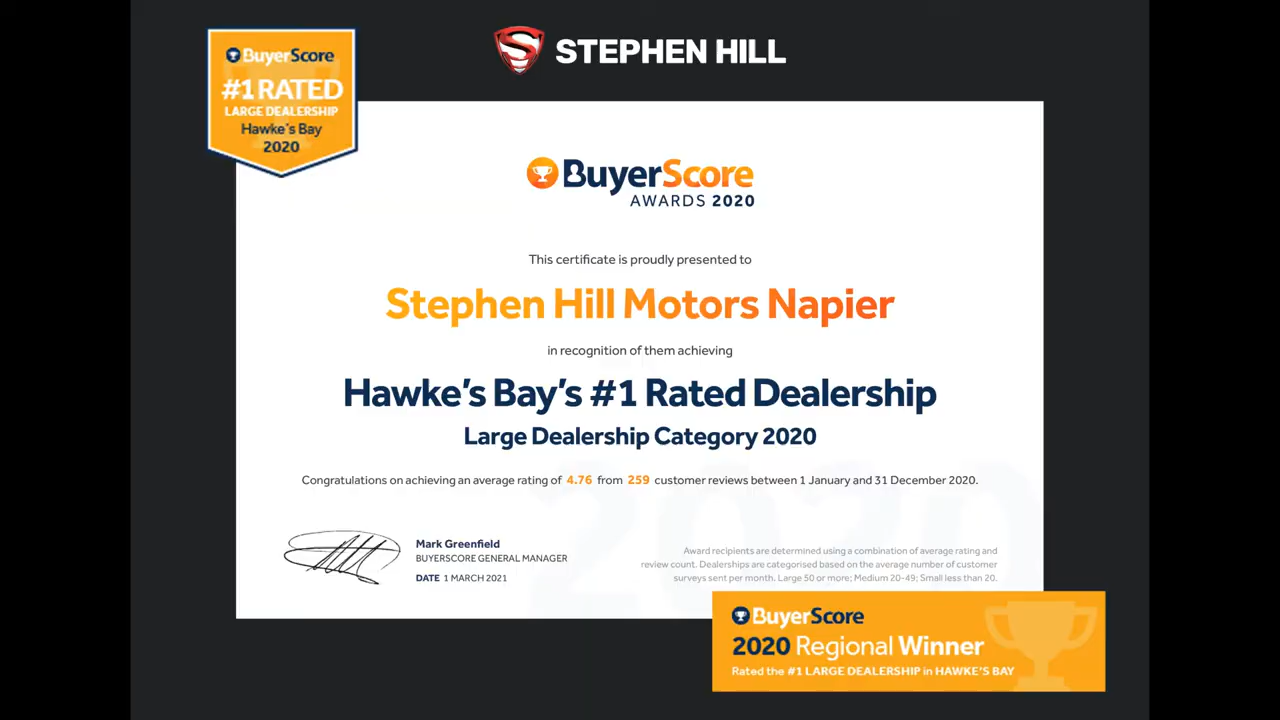 STEPHEN HILL
BuyerScore
#1 RATED
LARGE DEALERSHIP
Hawke's Bay
2020
BuyerScore
AWARDS 2020
This certificate is proudly presented to
Stephen Hill Motors Napier
in recognition of them achieving
Hawke's Bay's #1 Rated Dealership
Large Dealership Category 2020
Congratulations on achieving an average rating of 4.76 from 259 customer reviews between 1 January and 31 December 2020.
2020
Mark Greenfield
BUYERSCORE GENERAL MANAGER
DATE 1 MARCH 2021
Award recipients are determined using a combination of average rating and
review count. Dealerships are categorised based on the average number of customer
surveys sent per month. Large 50 or more; Medium 20-49; Small less than 20.
BuyerScore
2020 Regional Winner
Rated the #1 LARGE DEALERSHIP in HAWKE'S BAY